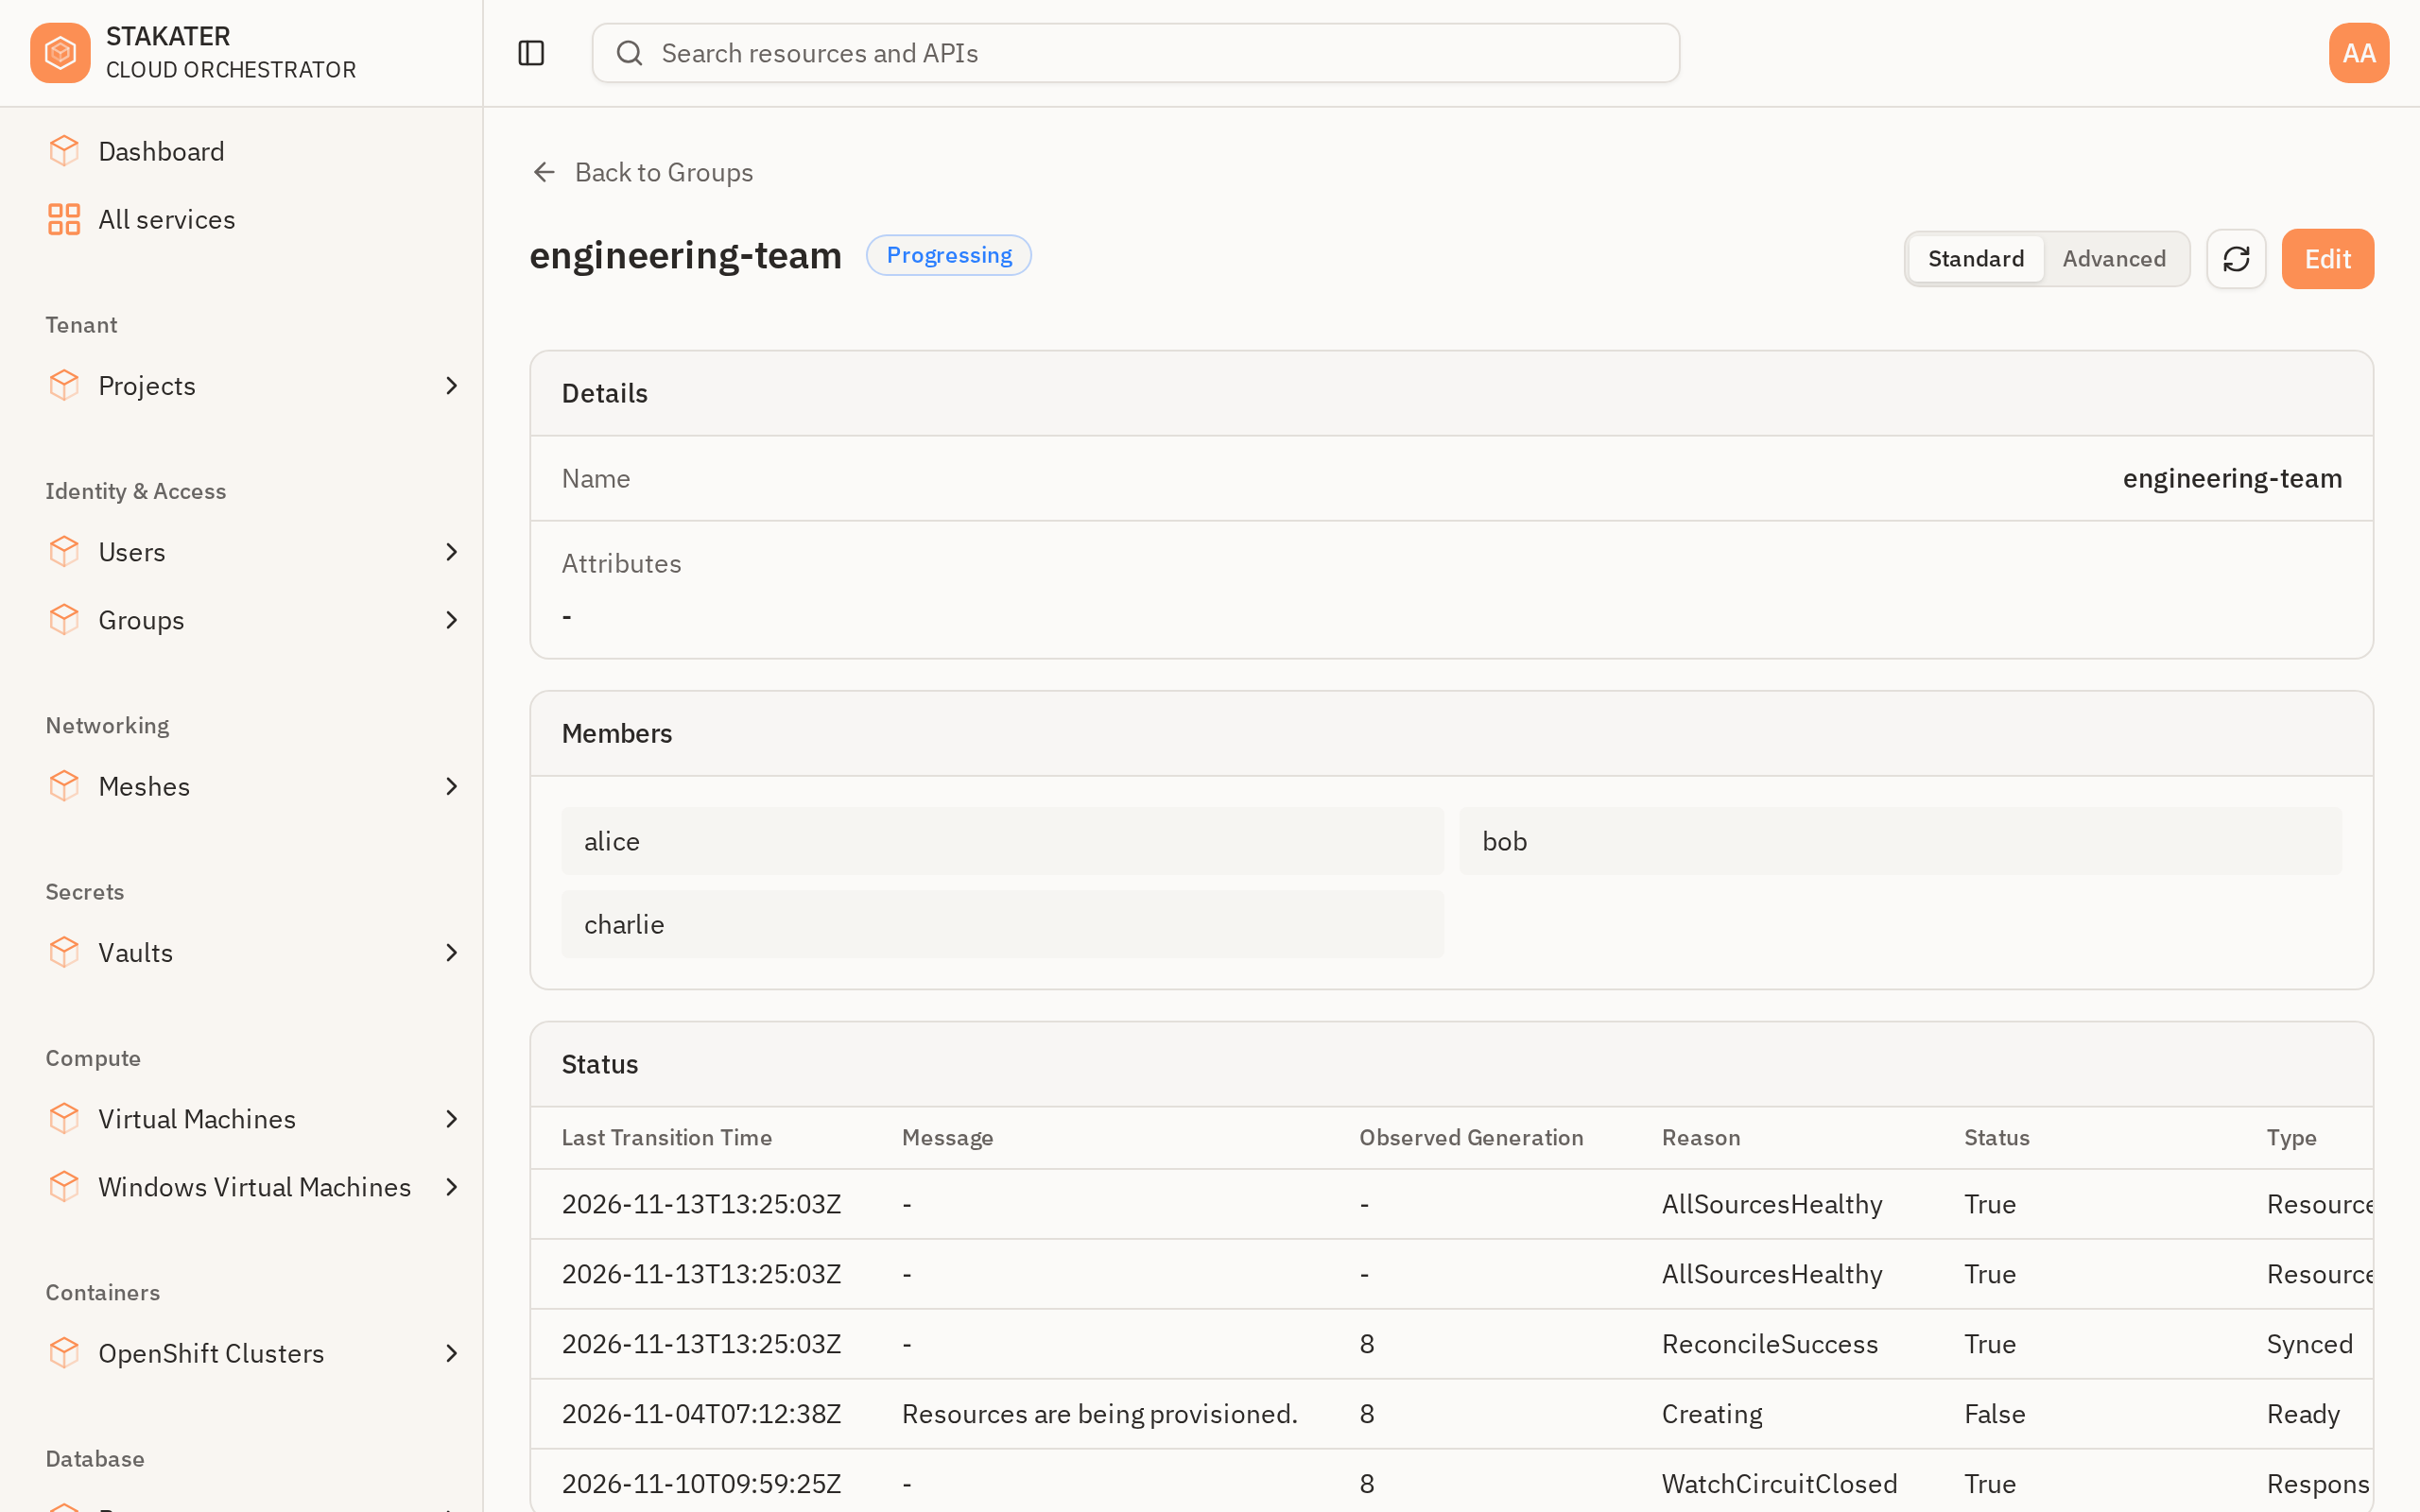 STAKATER
CLOUD ORCHESTRATOR
Search resources and APIs
AA
Dashboard
All services
Tenant
Projects
Identity & Access
Users
Groups
Networking
Meshes
Secrets
Vaults
Compute
Virtual Machines
Windows Virtual Machines
Containers
OpenShift Clusters
Database
Back to Groups
engineering-team Progressing
Standard Advanced Edit
Details
Name engineering-team
Attributes
-
Members
alice bob
charlie
Status
Last Transition Time Message Observed Generation Reason Status Type
2026-11-13T13:25:03Z - - AllSourcesHealthy True Resource
2026-11-13T13:25:03Z - - AllSourcesHealthy True Resource
2026-11-13T13:25:03Z - 8 ReconcileSuccess True Synced
2026-11-04T07:12:38Z Resources are being provisioned. 8 Creating False Ready
2026-11-10T09:59:25Z - 8 WatchCircuitClosed True Respons